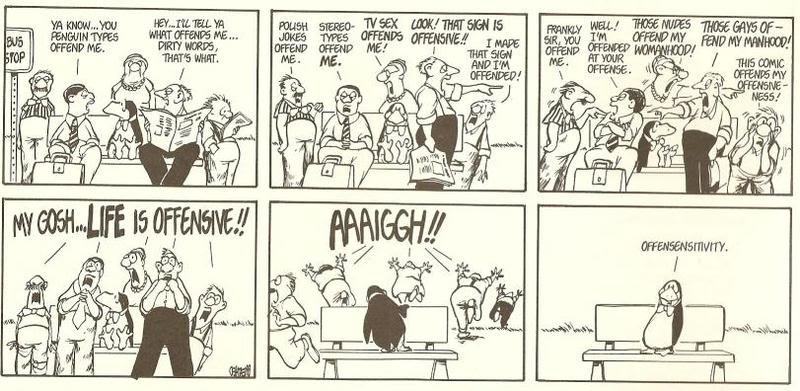 BUS
STOP
YA KNOW...YOU
PENGUIN TYPES
OFFEND ME.
HEY...I'LL TELL YA
WHAT OFFENDS ME...
DIRTY WORDS,
THAT'S WHAT.
POLISH
JOKES
OFFEND
ME.
STEREO-
TYPES
OFFEND
ME.
TV SEX
OFFENDS
ME!
LOOK! THAT SIGN IS
OFFENSIVE!!
I MADE
THAT SIGN
AND I'M
OFFENDED!
FRANKLY
SIR, YOU
OFFEND
ME.
WELL!
I'M
OFFENDED
AT YOUR
OFFENSE.
THOSE NUDES
OFFEND MY
WOMANHOOD!
THOSE GAYS OF-
FEND MY MANHOOD!
THIS COMIC
OFFENDS MY
OFFENSIVE-
NESS!
MY GOSH...LIFE IS OFFENSIVE!!
AAAIGGH!!
OFFENSENSITIVITY.